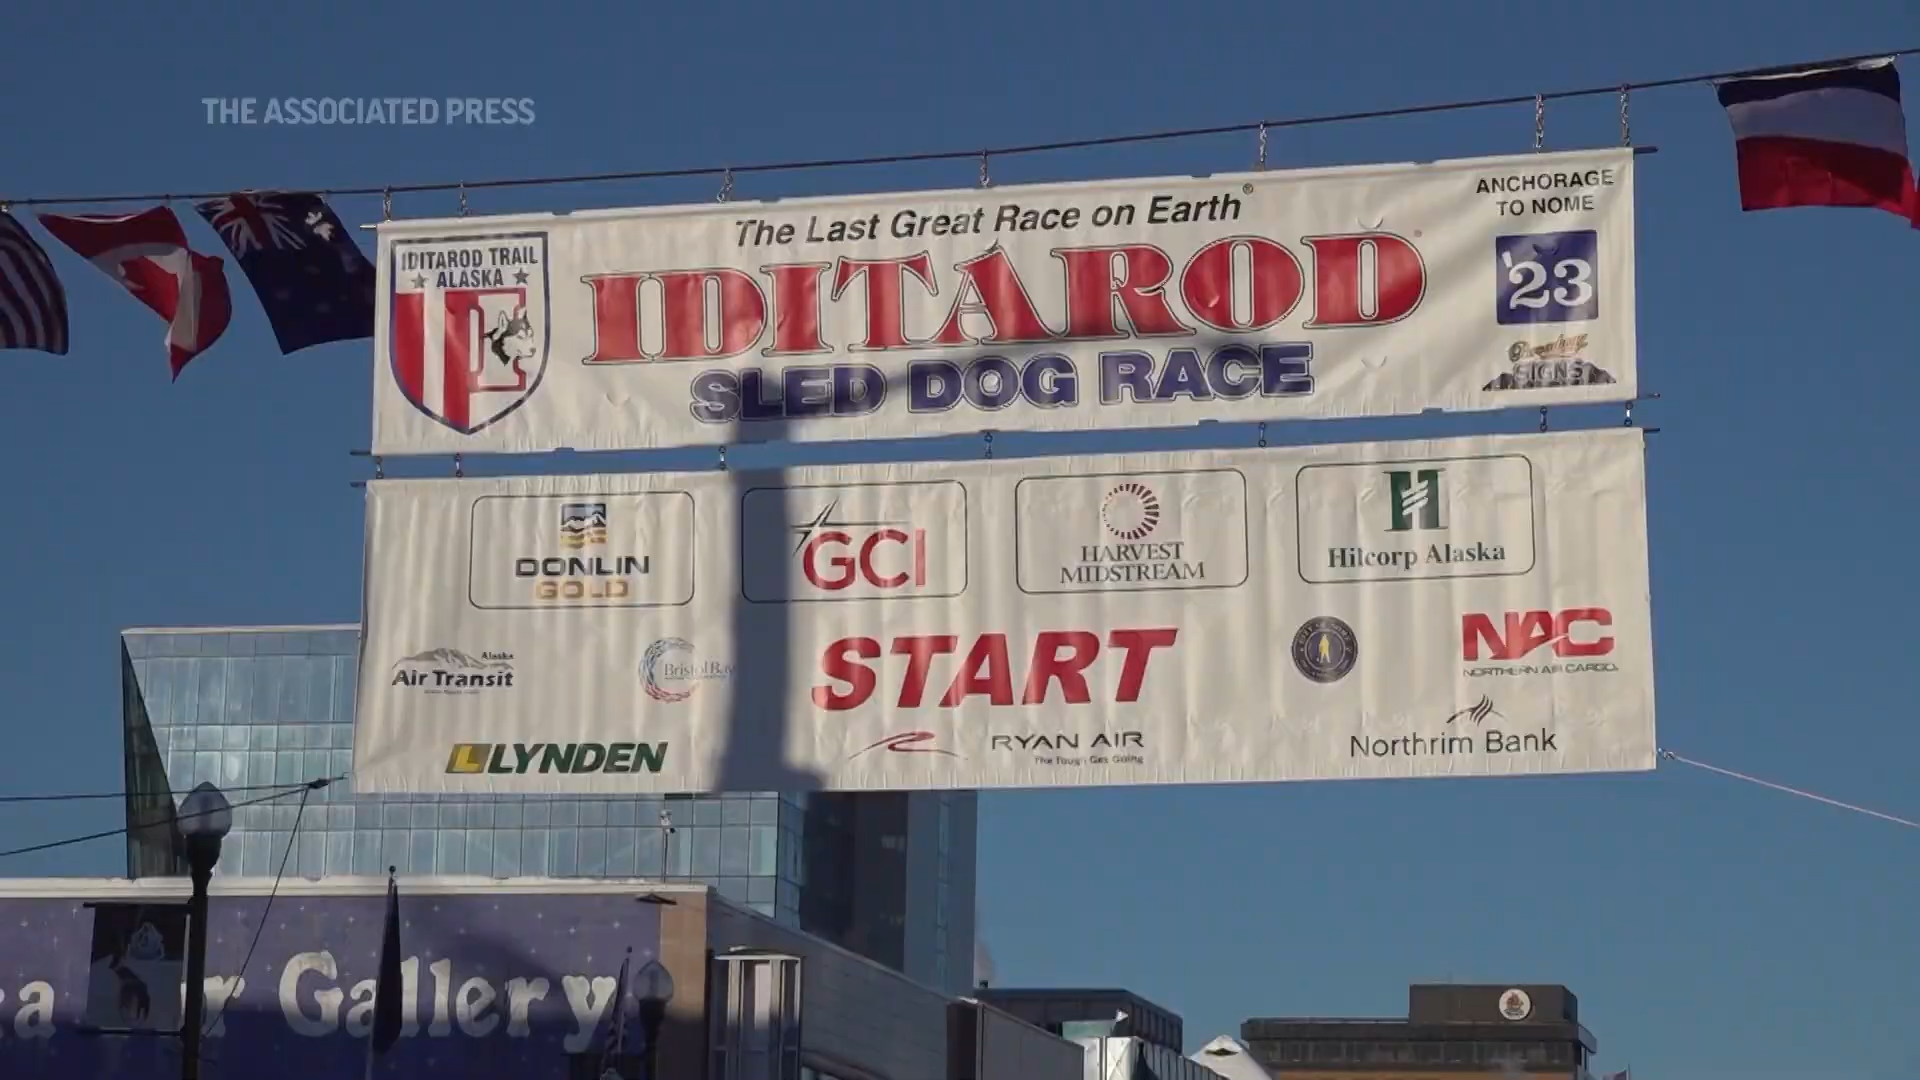 THE ASSOCIATED PRESS
The Last Great Race on Earth®
ANCHORAGE
TO NOME
IDITAROD TRAIL
ALASKA
IDITAROD
'23
SLED DOG RACE
SIGNS
DONLIN
GOLD
GCI
HARVEST
MIDSTREAM
H
Hilcorp Alaska
Alaska
Air Transit
Bristol Bay
START
NAC
NORTHERN AIR CARGO
LYNDEN
RYAN AIR
Northrim Bank
Gallery